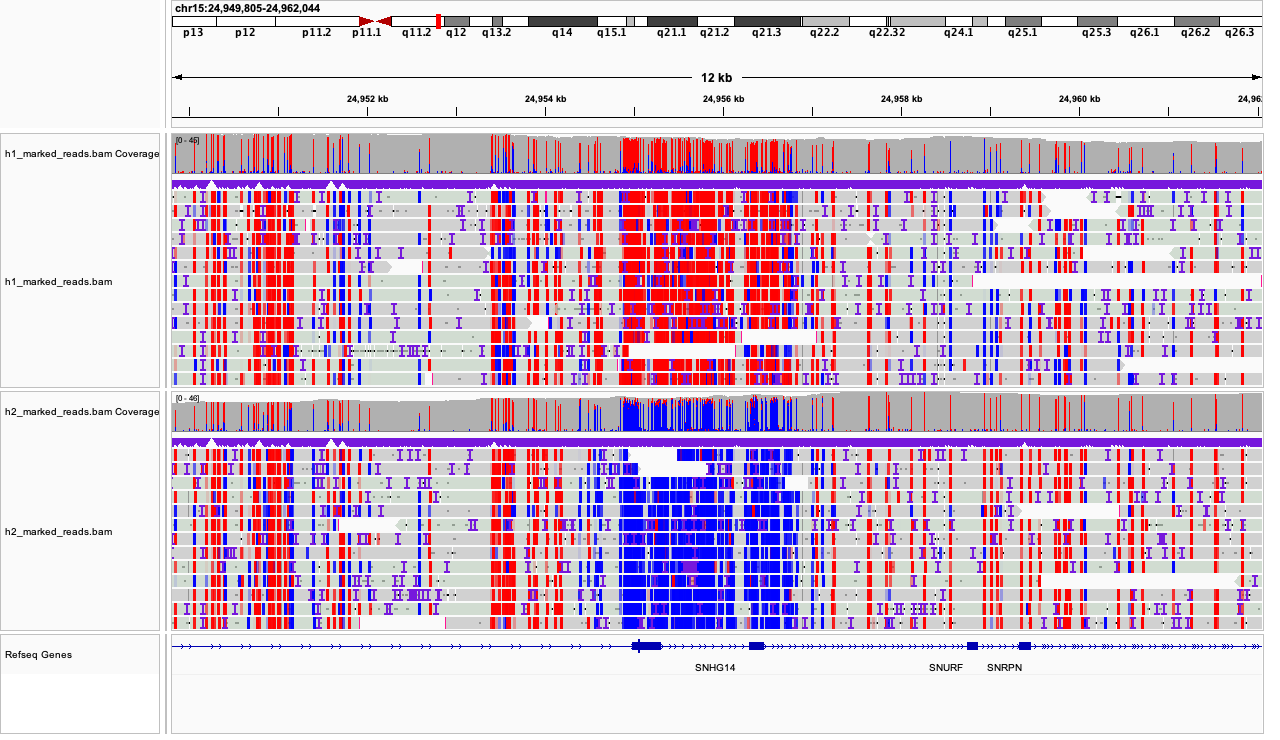 chr15:24,949,805-24,962,044
p13 p12 p11.2 p11.1 q11.2 q12 q13.2 q14 q15.1 q21.1 q21.2 q21.3 q22.2 q22.32 q24.1 q25.1 q25.3 q26.1 q26.2 q26.3
12 kb
24,952 kb 24,954 kb 24,956 kb 24,958 kb 24,960 kb 24,96
h1_marked_reads.bam Coverage
[0 - 46]
h1_marked_reads.bam
h2_marked_reads.bam Coverage
[0 - 46]
h2_marked_reads.bam
Refseq Genes
SNHG14 SNURF SNRPN